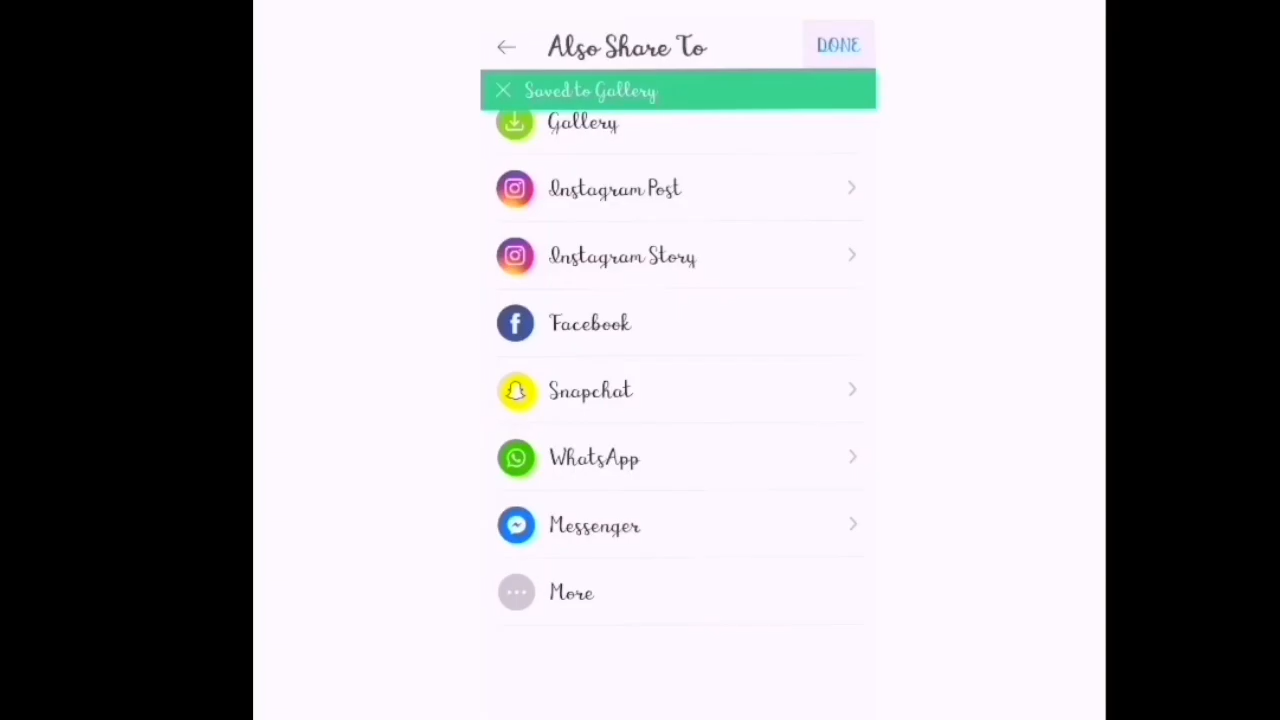 Also Share To
DONE
Saved to Gallery
Gallery
Instagram Post
Instagram Story
Facebook
Snapchat
WhatsApp
Messenger
More